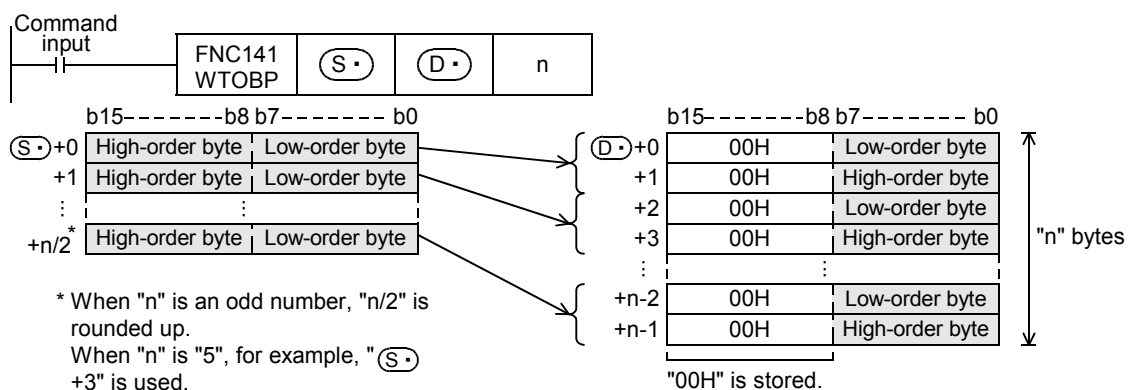 Command
input
FNC141
WTOBP
S·
D·
n
b15-------b8 b7------- b0
S· +0 High-order byte Low-order byte
+1 High-order byte Low-order byte
⋮ ⋮
+n/2* High-order byte Low-order byte
* When "n" is an odd number, "n/2" is
rounded up.
When "n" is "5", for example, " S·
+3" is used.
b15-------b8 b7------- b0
D· +0 00H Low-order byte
+1 00H High-order byte
+2 00H Low-order byte
+3 00H High-order byte
⋮ ⋮
+n-2 00H Low-order byte
+n-1 00H High-order byte
"n" bytes
"00H" is stored.